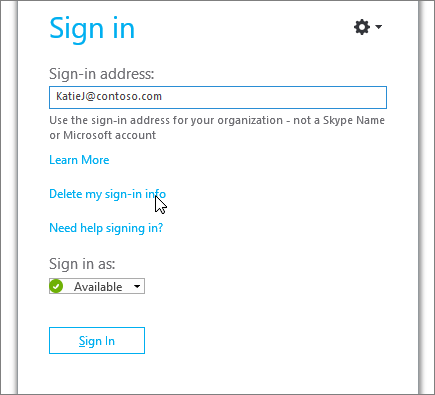 Sign in
Sign-in address:
KatieJ@contoso.com
Use the sign-in address for your organization - not a Skype Name
or Microsoft account
Learn More
Delete my sign-in info
Need help signing in?
Sign in as:
Available
Sign In